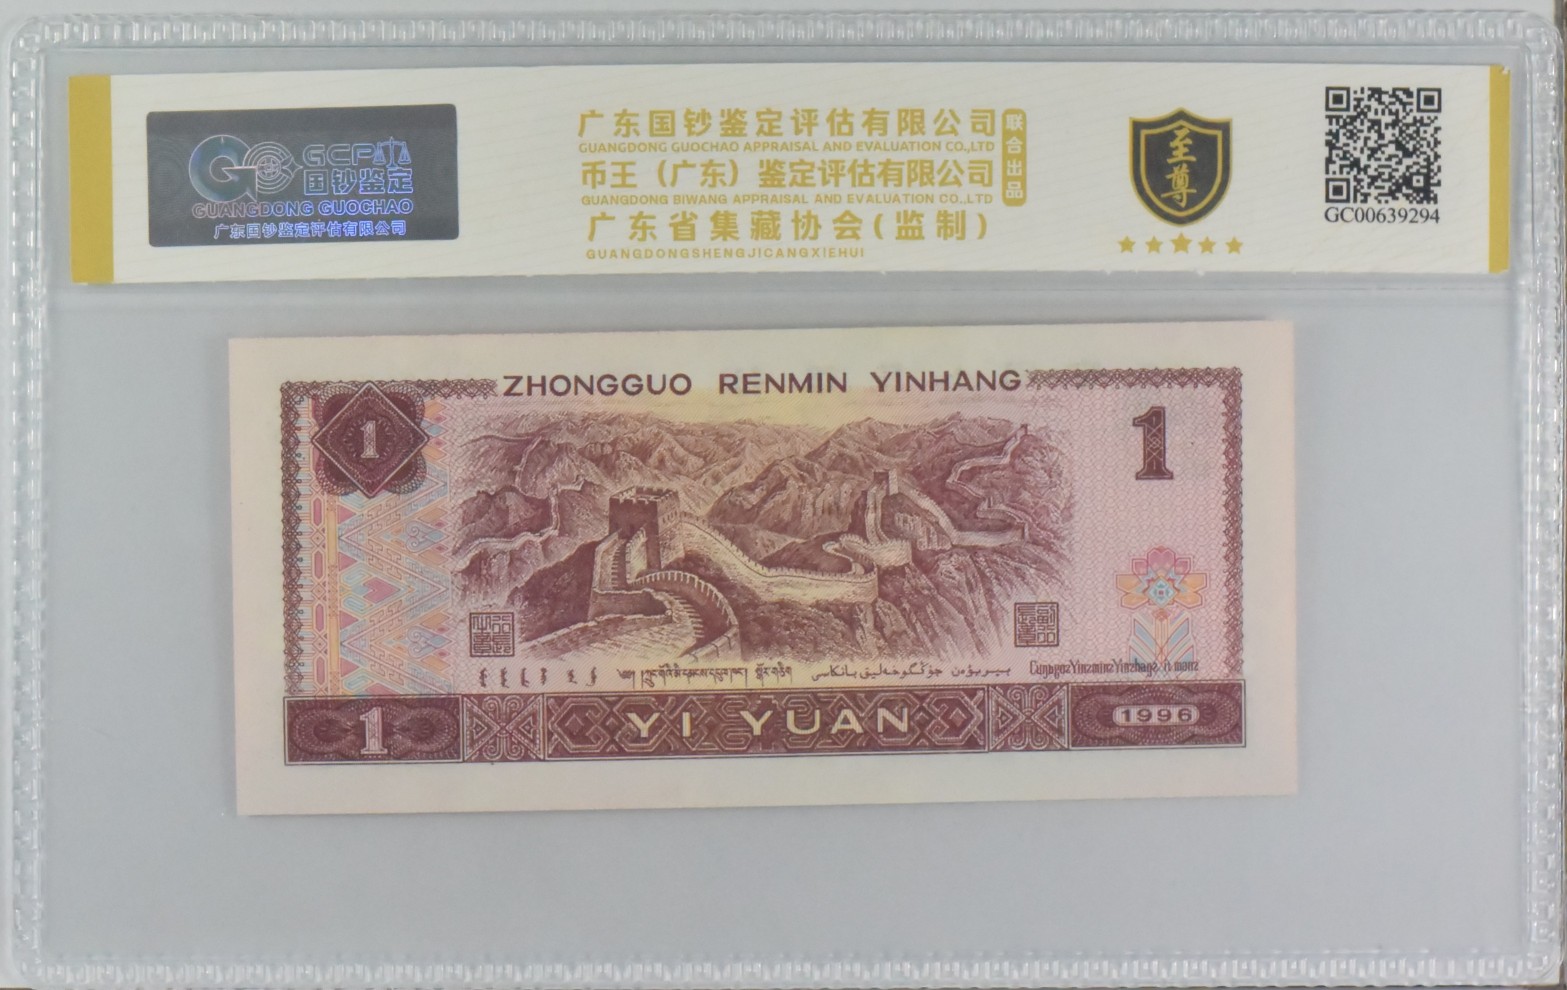 GCPA
国钞鉴定
GUANGDONG GUOCHAO
广东国钞鉴定评估有限公司
广东国钞鉴定评估有限公司
GUANGDONG GUOCHAO APPRAISAL AND EVALUATION CO.,LTD
币王（广东）鉴定评估有限公司
GUANGDONG BIWANG APPRAISAL AND EVALUATION CO.,LTD
广东省集藏协会(监制)
GUANGDONGSHENGJICANGXIEHUI
联合出品
至尊
GC00639294
ZHONGGUO RENMIN YINHANG
1
1
1
YI YUAN
1996